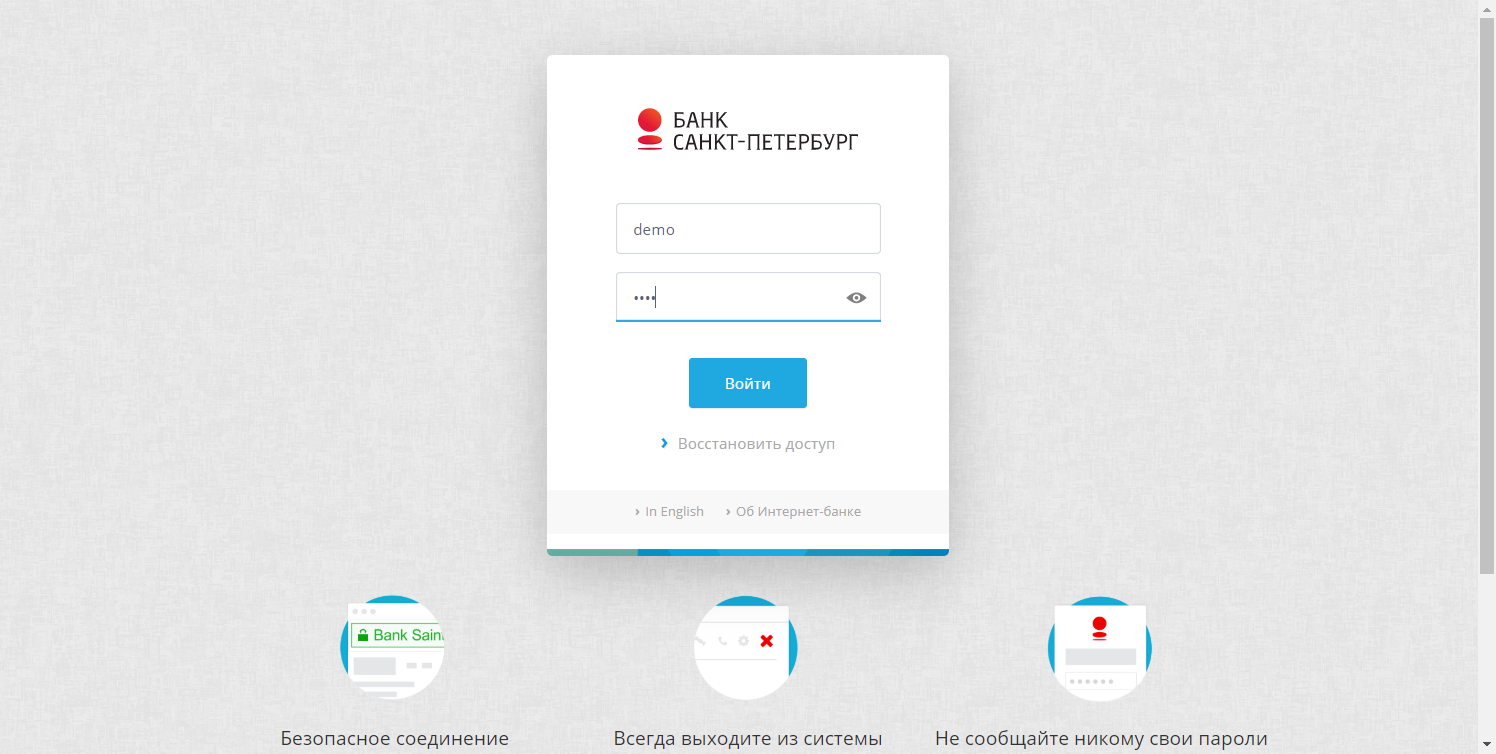 БАНК
САНКТ-ПЕТЕРБУРГ
demo
••••
Войти
Восстановить доступ
In English
Об Интернет-банке
Bank Sain
Безопасное соединение
Всегда выходите из системы
Не сообщайте никому свои пароли